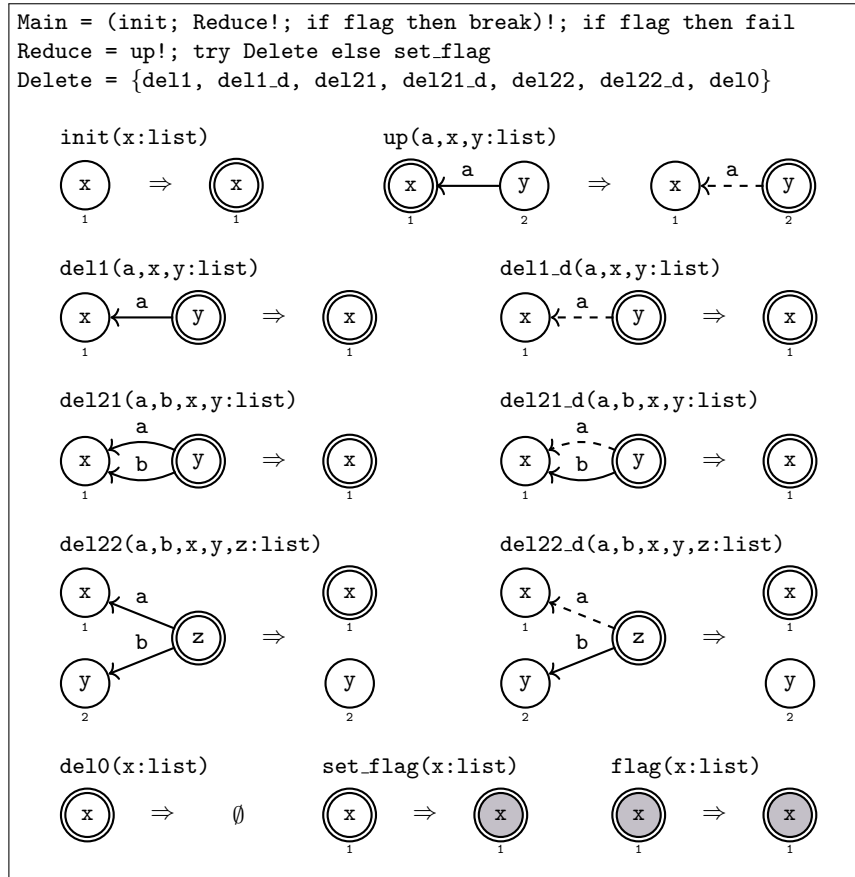 Main = (init; Reduce!; if flag then break)!; if flag then fail
Reduce = up!; try Delete else set_flag
Delete = {del1, del1_d, del21, del21_d, del22, del22_d, del0}
init(x:list) up(a,x,y:list)
x ⇒ x x a y ⇒ x a y
1 1 1 2 1 2
del1(a,x,y:list) del1_d(a,x,y:list)
x a y ⇒ x x a y ⇒ x
1 1 1 1
del21(a,b,x,y:list) del21_d(a,b,x,y:list)
a a
x b y ⇒ x x b y ⇒ x
1 1 1 1
del22(a,b,x,y,z:list) del22_d(a,b,x,y,z:list)
x a x x a x
1 1 1 1
z ⇒ z ⇒
b b
y y y y
2 2 2 2
del0(x:list) set_flag(x:list) flag(x:list)
x ⇒ ∅ x ⇒ x x ⇒ x
1 1 1 1